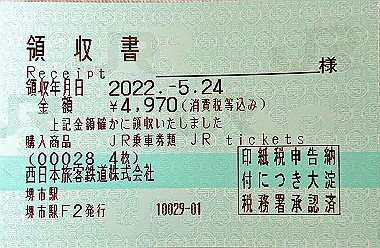 領収書
Receipt 様
領収年月日 2022.-5.24
金額 ¥4,970(消費税等込み)
上記金額確かに領収いたしました
購入商品 JR乗車券類 JR tickets
(00028 4枚)
西日本旅客鉄道株式会社
堺市駅
堺市駅F2発行 10029-01
印紙税申告納
付につき大淀
税務署承認済